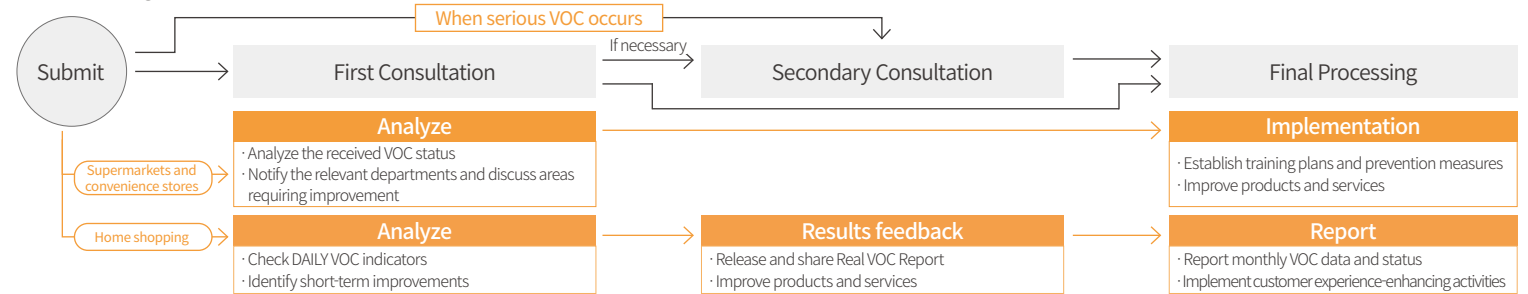 When serious VOC occurs
Submit
First Consultation
If necessary
Secondary Consultation
Final Processing
Supermarkets and
convenience stores
Analyze
· Analyze the received VOC status
· Notify the relevant departments and discuss areas
requiring improvement
Implementation
· Establish training plans and prevention measures
· Improve products and services
Home shopping
Analyze
· Check DAILY VOC indicators
· Identify short-term improvements
Results feedback
· Release and share Real VOC Report
· Improve products and services
Report
· Report monthly VOC data and status
· Implement customer experience-enhancing activities